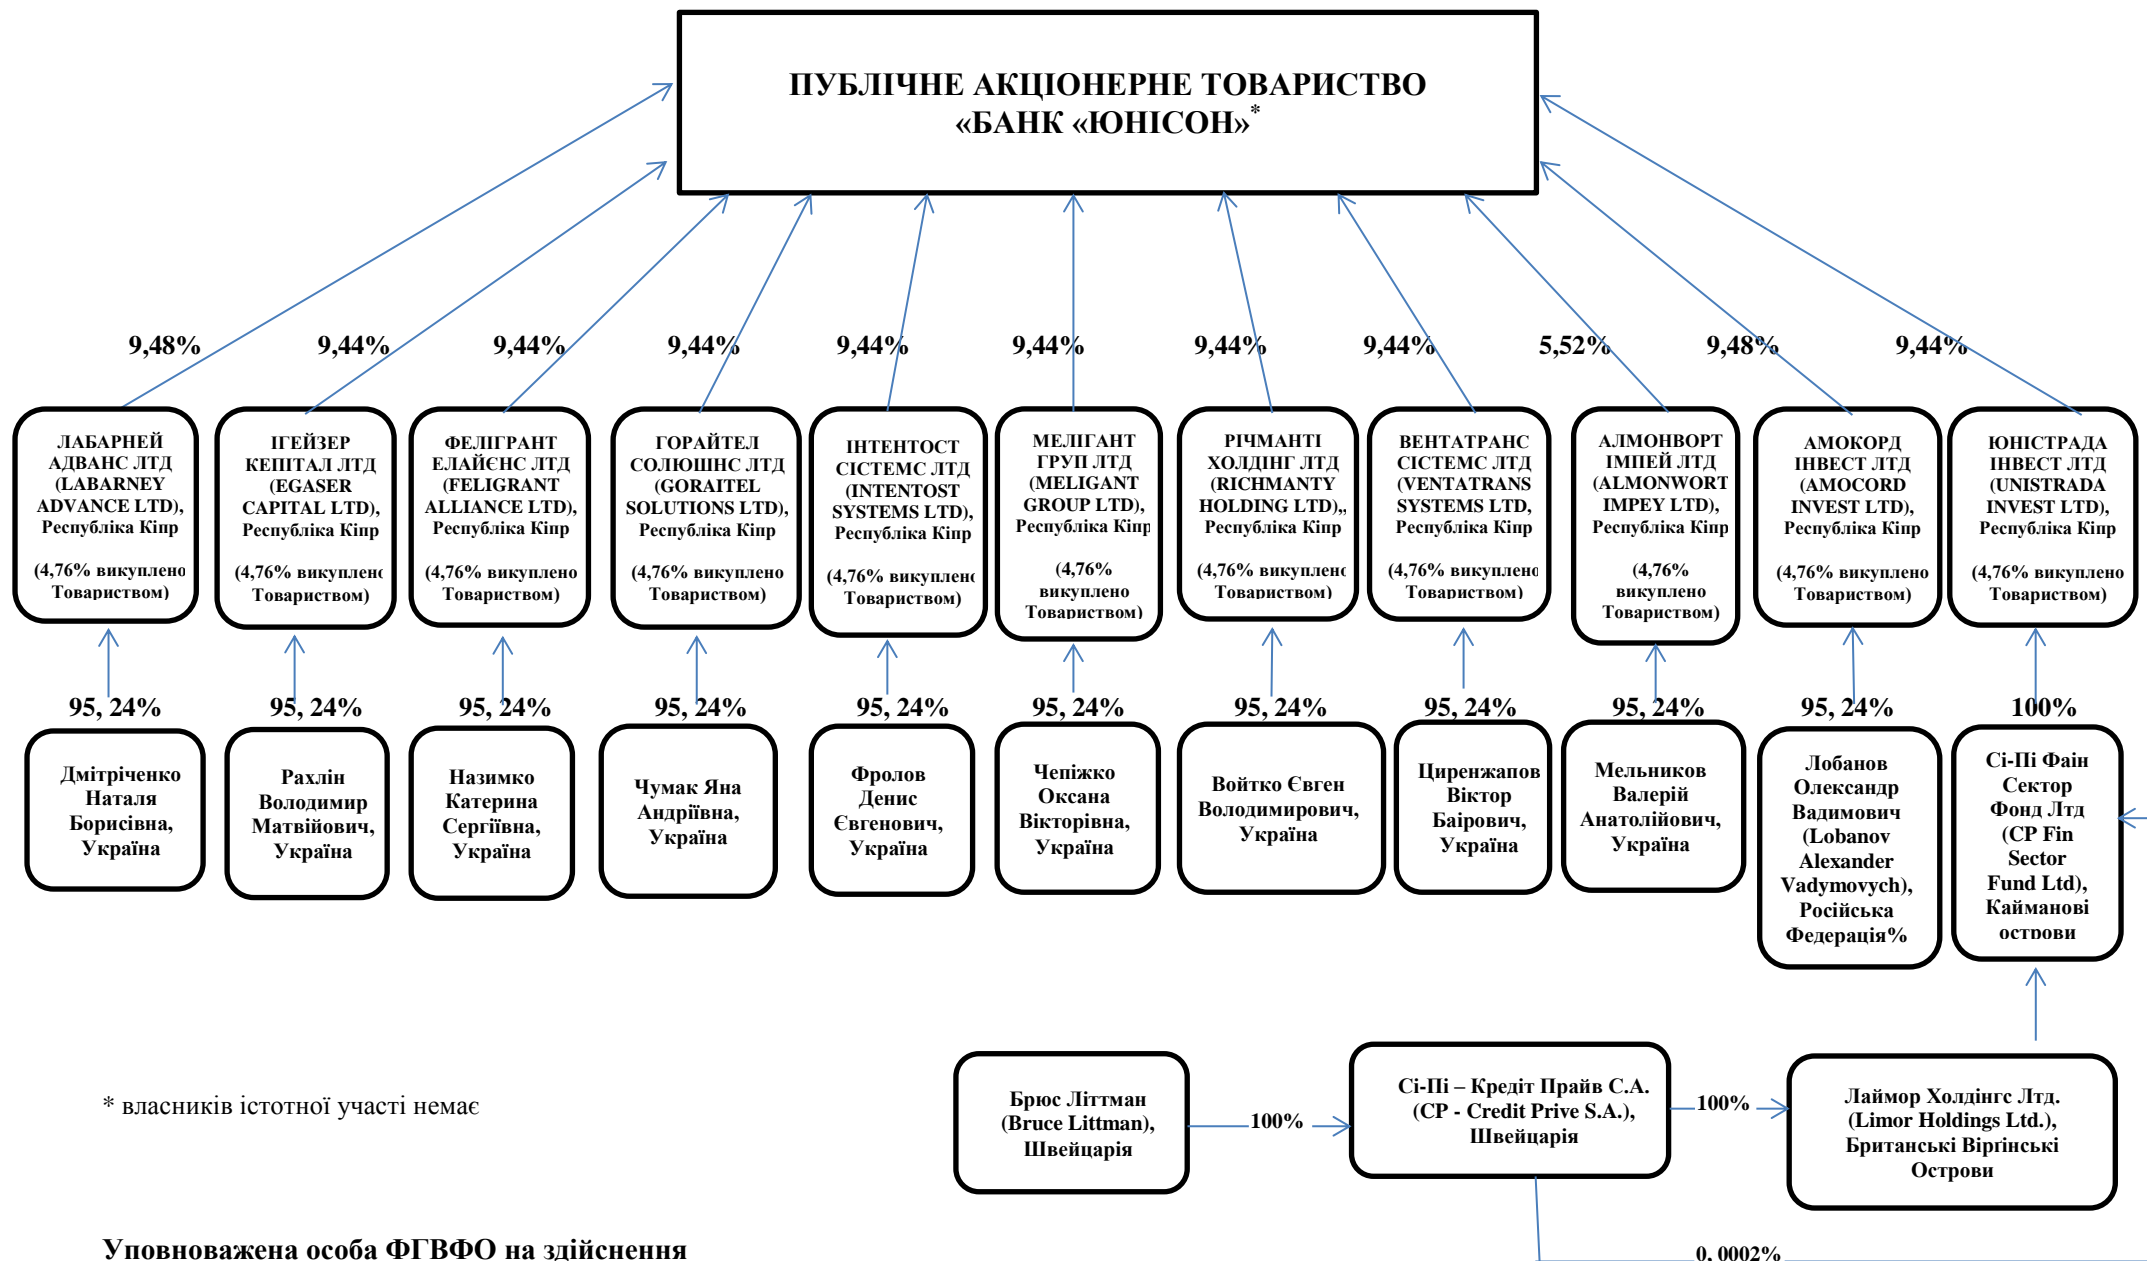 ПУБЛІЧНЕ АКЦІОНЕРНЕ ТОВАРИСТВО
«БАНК «ЮНІСОН»*
9,48%
9,44%
9,44%
9,44%
9,44%
9,44%
9,44%
9,44%
5,52%
9,48%
9,44%
ЛАБАРНЕЙ
АДВАНС ЛТД
(LABARNEY
ADVANCE LTD),
Республіка Кіпр
(4,76% викуплено
Товариством)
ІГЕЙЗЕР
КЕПІТАЛ ЛТД
(EGASER
CAPITAL LTD),
Республіка Кіпр
(4,76% викуплено
Товариством)
ФЕЛІГРАНТ
ЕЛАЙЄНС ЛТД
(FELIGRANT
ALLIANCE LTD),
Республіка Кіпр
(4,76% викуплено
Товариством)
ГОРАЙТЕЛ
СОЛЮШНС ЛТД
(GORAITEL
SOLUTIONS LTD),
Республіка Кіпр
(4,76% викуплено
Товариством)
ІНТЕНТОСТ
СІСТЕМС ЛТД
(INTENTOST
SYSTEMS LTD),
Республіка Кіпр
(4,76% викуплено
Товариством)
МЕЛІГАНТ
ГРУП ЛТД
(MELIGANT
GROUP LTD),
Республіка Кіпр
(4,76%
викуплено
Товариством)
РІЧМАНТІ
ХОЛДІНГ ЛТД
(RICHMANTY
HOLDING LTD),,
Республіка Кіпр
(4,76% викуплено
Товариством)
ВЕНТАТРАНС
СІСТЕМС ЛТД
(VENTATRANS
SYSTEMS LTD,
Республіка Кіпр
(4,76% викуплено
Товариством)
АЛМОНВОРТ
ІМПЕЙ ЛТД
(ALMONWORT
IMPEY LTD),
Республіка Кіпр
(4,76%
викуплено
Товариством)
АМОКОРД
ІНВЕСТ ЛТД
(AMOCORD
INVEST LTD),
Республіка Кіпр
(4,76% викуплено
Товариством)
ЮНІСТРАДА
ІНВЕСТ ЛТД
(UNISTRADA
INVEST LTD),
Республіка Кіпр
(4,76% викуплено
Товариством)
95, 24%
95, 24%
95, 24%
95, 24%
95, 24%
95, 24%
95, 24%
95, 24%
95, 24%
95, 24%
100%
Дмітріченко
Наталя
Борисівна,
Україна
Рахлін
Володимир
Матвійович,
Україна
Назимко
Катерина
Сергіївна,
Україна
Чумак Яна
Андріївна,
Україна
Фролов
Денис
Євгенович,
Україна
Чепіжко
Оксана
Вікторівна,
Україна
Войтко Євген
Володимирович,
Україна
Циренжапов
Віктор
Баірович,
Україна
Мельников
Валерій
Анатолійович,
Україна
Лобанов
Олександр
Вадимович
(Lobanov
Alexander
Vadymovych),
Російська
Федерація%
Сі-Пі Фаін
Сектор
Фонд Лтд
(CP Fin
Sector
Fund Ltd),
Кайманові
острови
* власників істотної участі немає
Брюс Літтман
(Bruce Littman),
Швейцарія
100%
Сі-Пі – Кредіт Прайв С.А.
(CP - Credit Prive S.A.),
Швейцарія
100%
Лаймор Холдінгс Лтд.
(Limor Holdings Ltd.),
Британські Віргінські
Острови
Уповноважена особа ФГВФО на здійснення
0, 0002%